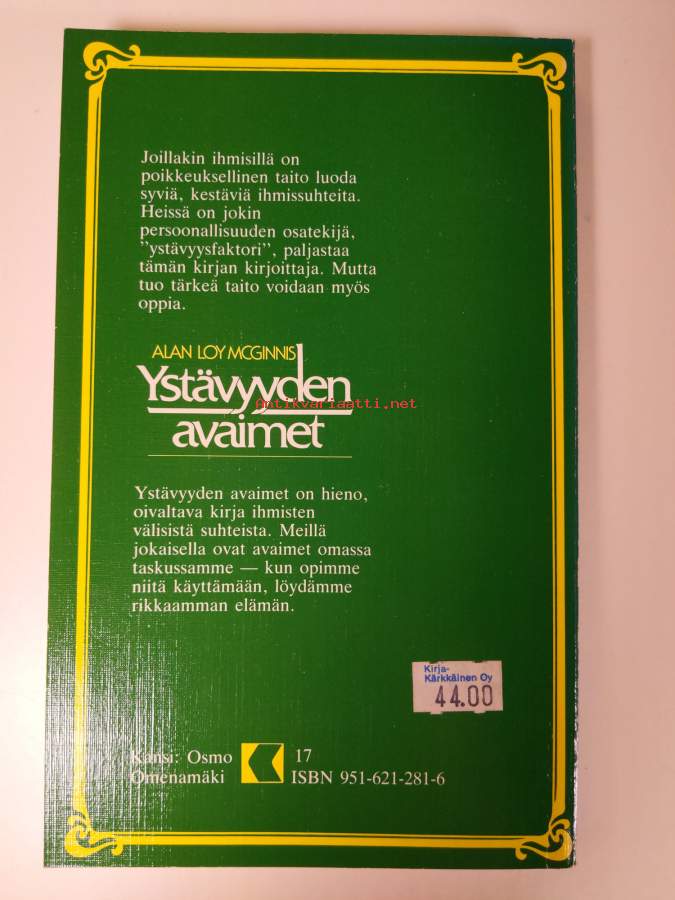 Joillakin ihmisillä on
poikkeuksellinen taito luoda
syviä, kestäviä ihmissuhteita.
Heissä on jokin
persoonallisuuden osatekijä,
"ystävyysfaktori", paljastaa
tämän kirjan kirjoittaja. Mutta
tuo tärkeä taito voidaan myös
oppia.
ALAN LOY MCGINNIS
Ystävyyden
antikvariaatti.net
avaimet
Ystävyyden avaimet on hieno,
oivaltava kirja ihmisten
välisistä suhteista. Meillä
jokaisella ovat avaimet omassa
taskussamme — kun opimme
niitä käyttämään, löydämme
rikkaamman elämän.
Kirja-
Kärkkäinen Oy
44.00
Kansi: Osmo
Omenamäki
17
ISBN 951-621-281-6